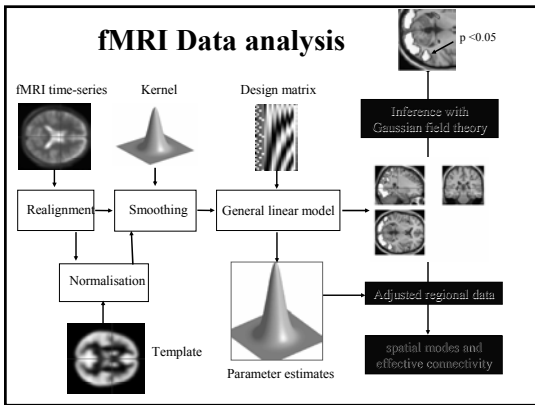 fMRI Data analysis
p <0.05
fMRI time-series
Kernel
Design matrix
Inference with
Gaussian field theory
Realignment
Smoothing
General linear model
Normalisation
Adjusted regional data
Template
Parameter estimates
spatial modes and
effective connectivity